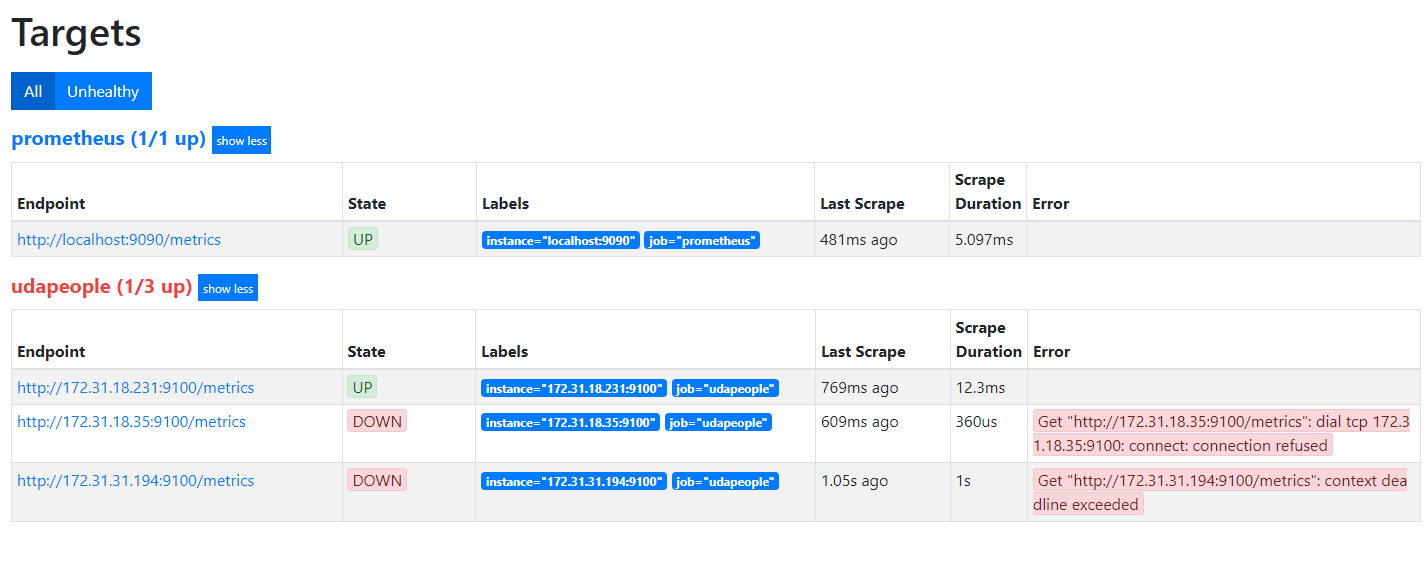 Targets
All Unhealthy
prometheus (1/1 up) show less
Endpoint State Labels Last Scrape Scrape Duration Error
http://localhost:9090/metrics UP instance="localhost:9090" job="prometheus" 481ms ago 5.097ms
udapeople (1/3 up) show less
Endpoint State Labels Last Scrape Scrape Duration Error
http://172.31.18.231:9100/metrics UP instance="172.31.18.231:9100" job="udapeople" 769ms ago 12.3ms
http://172.31.18.35:9100/metrics DOWN instance="172.31.18.35:9100" job="udapeople" 609ms ago 360us Get "http://172.31.18.35:9100/metrics": dial tcp 172.3
1.18.35:9100: connect: connection refused
http://172.31.31.194:9100/metrics DOWN instance="172.31.31.194:9100" job="udapeople" 1.05s ago 1s Get "http://172.31.31.194:9100/metrics": context dea
dline exceeded